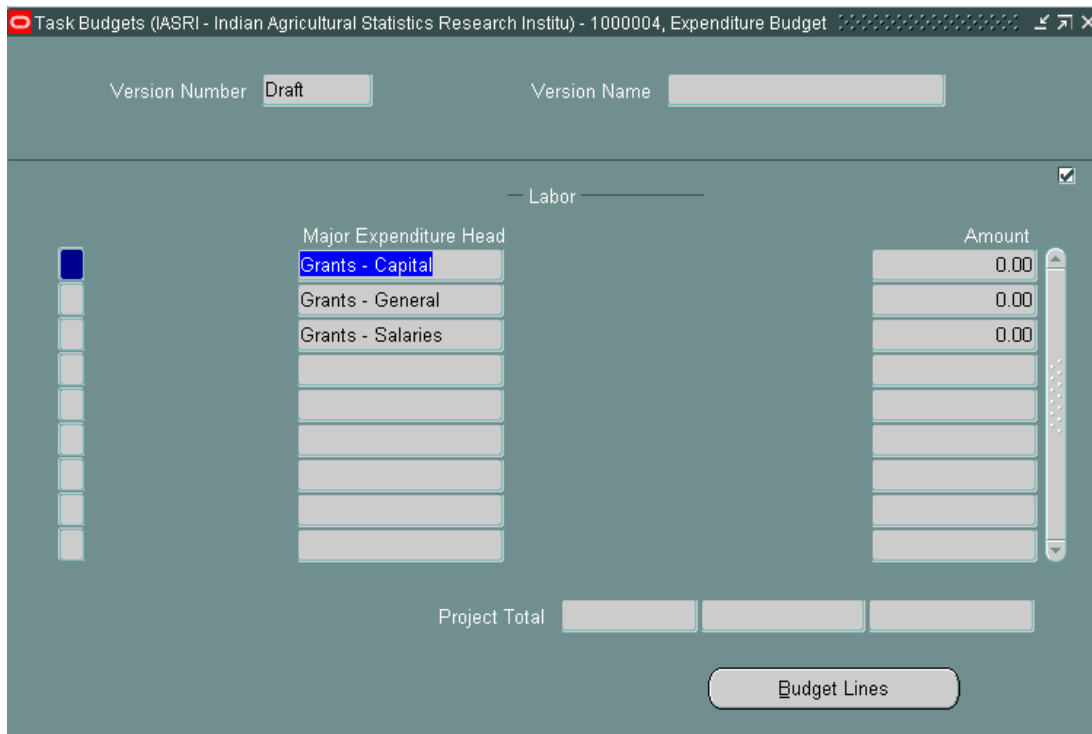 Task Budgets (IASRI - Indian Agricultural Statistics Research Institu) - 1000004, Expenditure Budget
Version Number Draft Version Name
Labor
Major Expenditure Head Amount
Grants - Capital 0.00
Grants - General 0.00
Grants - Salaries 0.00
Project Total
Budget Lines